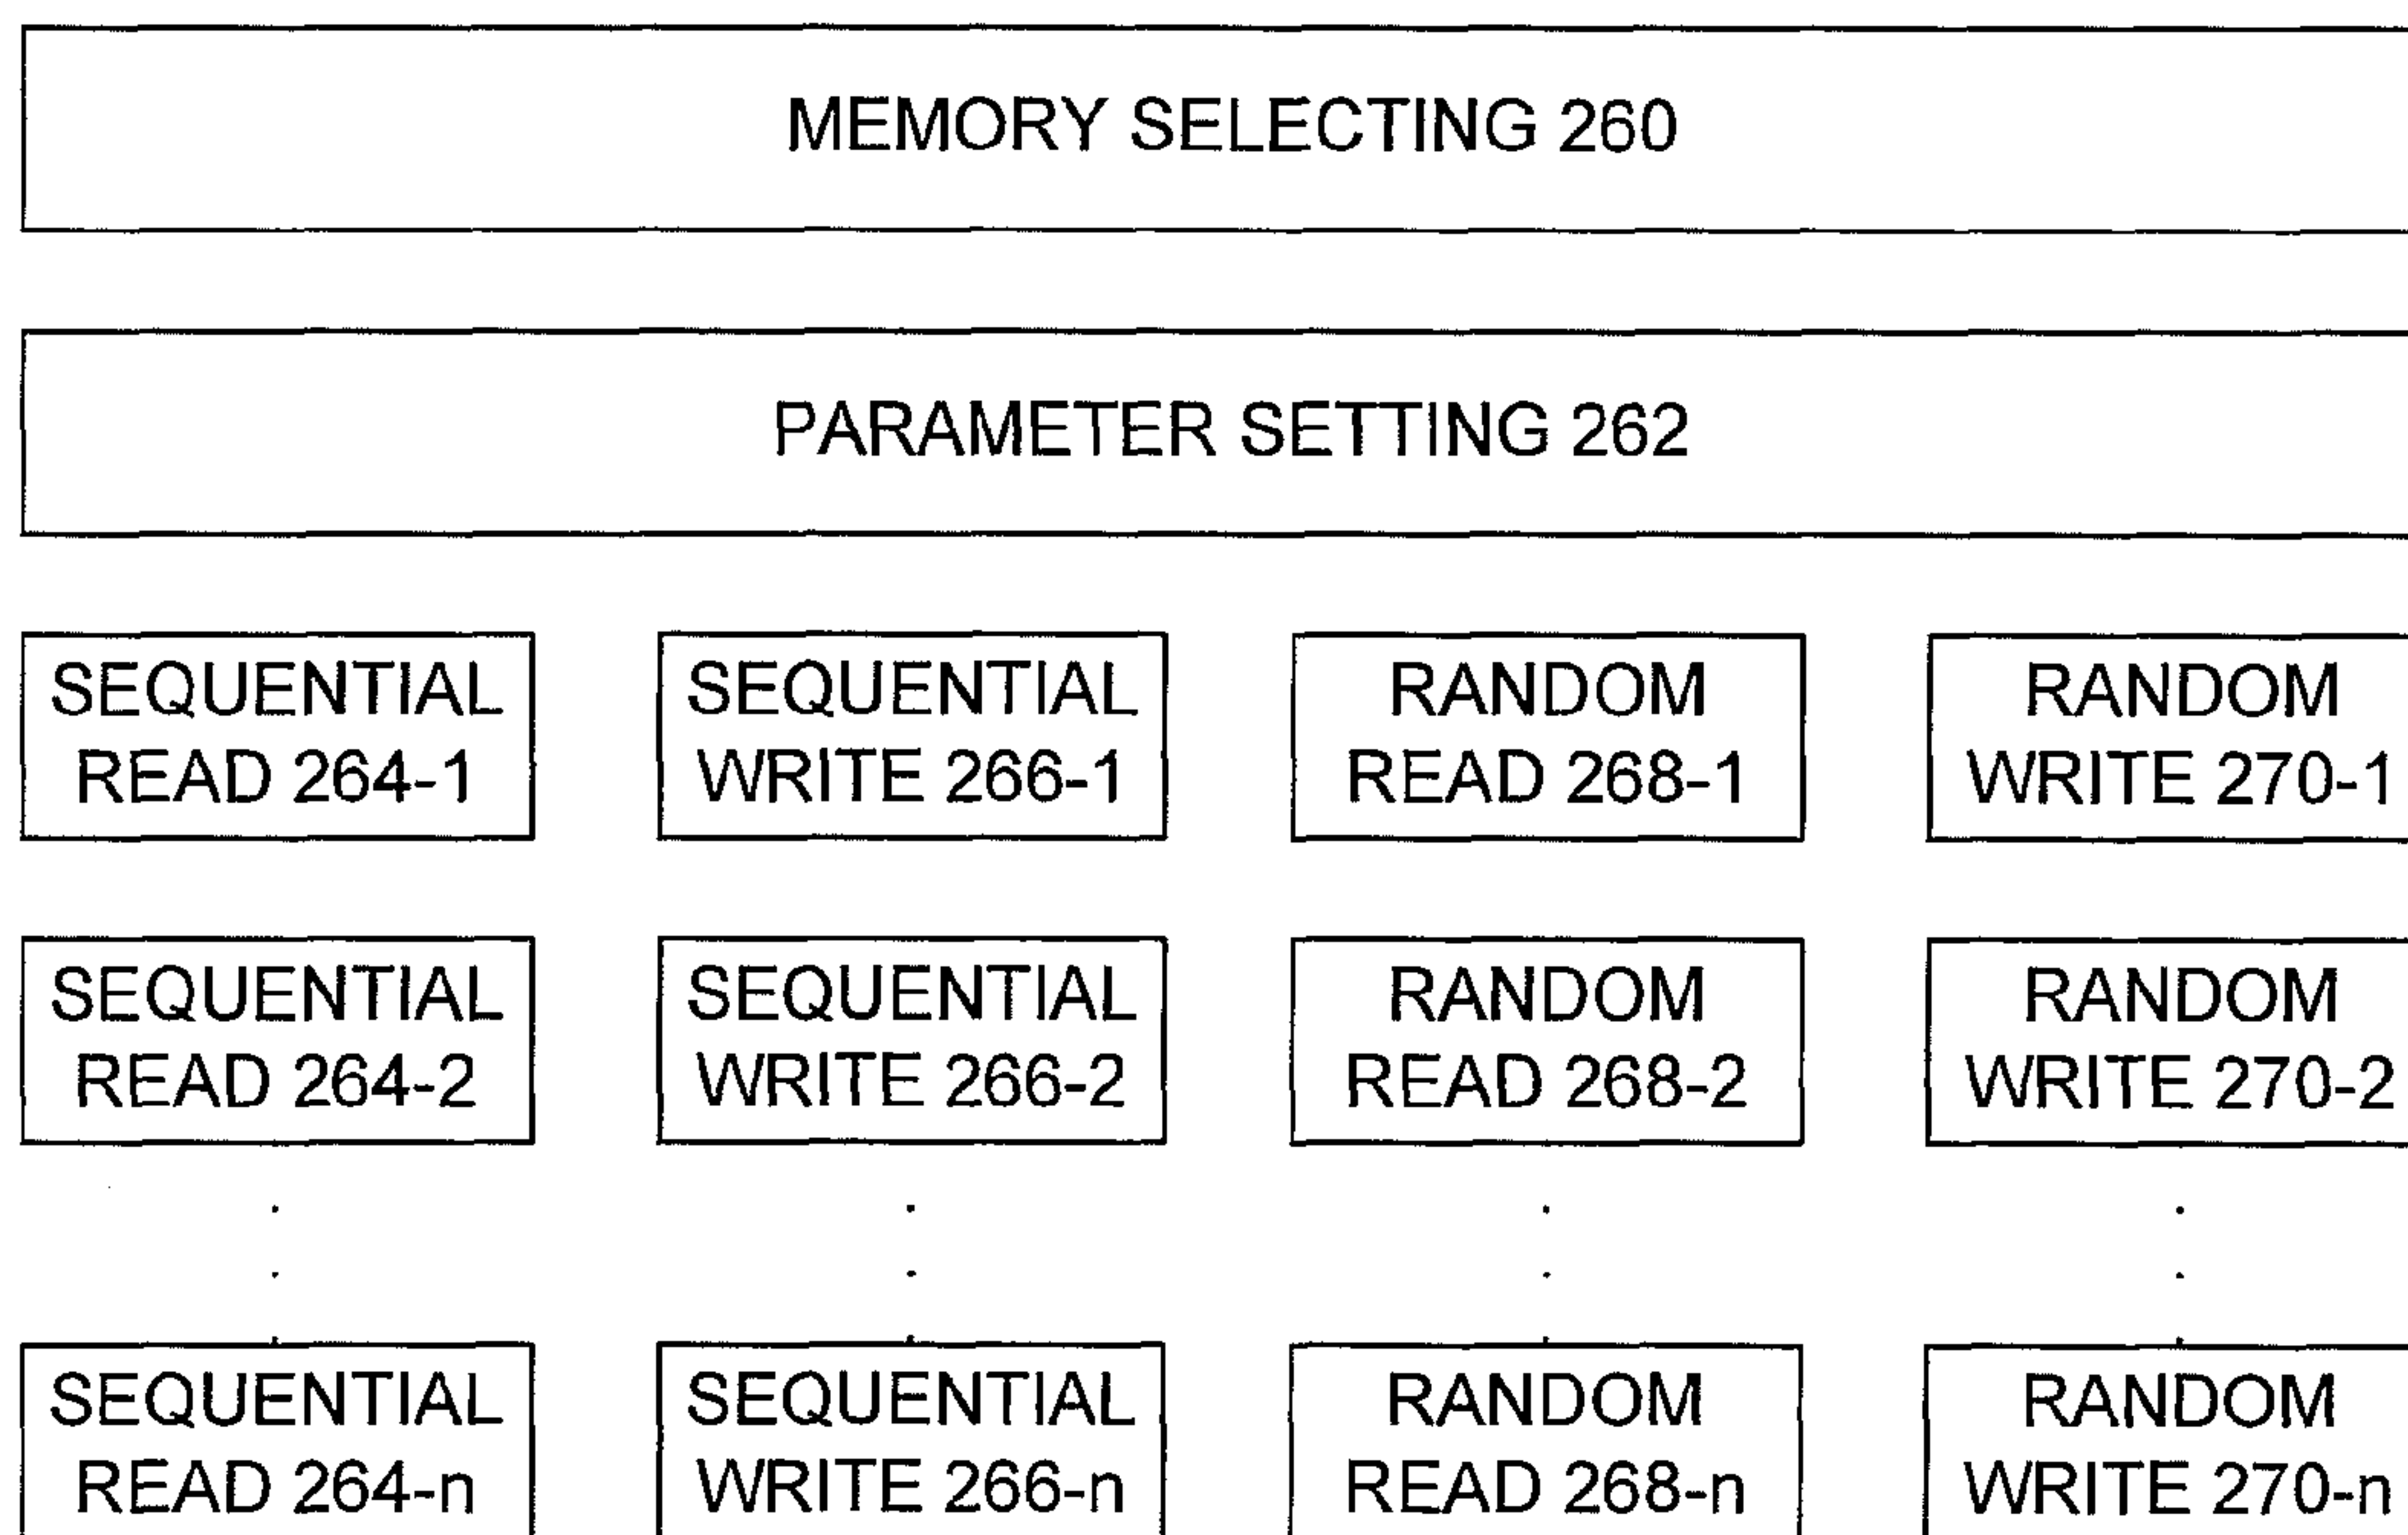 MEMORY SELECTING 260
PARAMETER SETTING 262
SEQUENTIAL
READ 264-1
SEQUENTIAL
WRITE 266-1
RANDOM
READ 268-1
RANDOM
WRITE 270-1
SEQUENTIAL
READ 264-2
SEQUENTIAL
WRITE 266-2
RANDOM
READ 268-2
RANDOM
WRITE 270-2
SEQUENTIAL
READ 264-n
SEQUENTIAL
WRITE 266-n
RANDOM
READ 268-n
RANDOM
WRITE 270-n